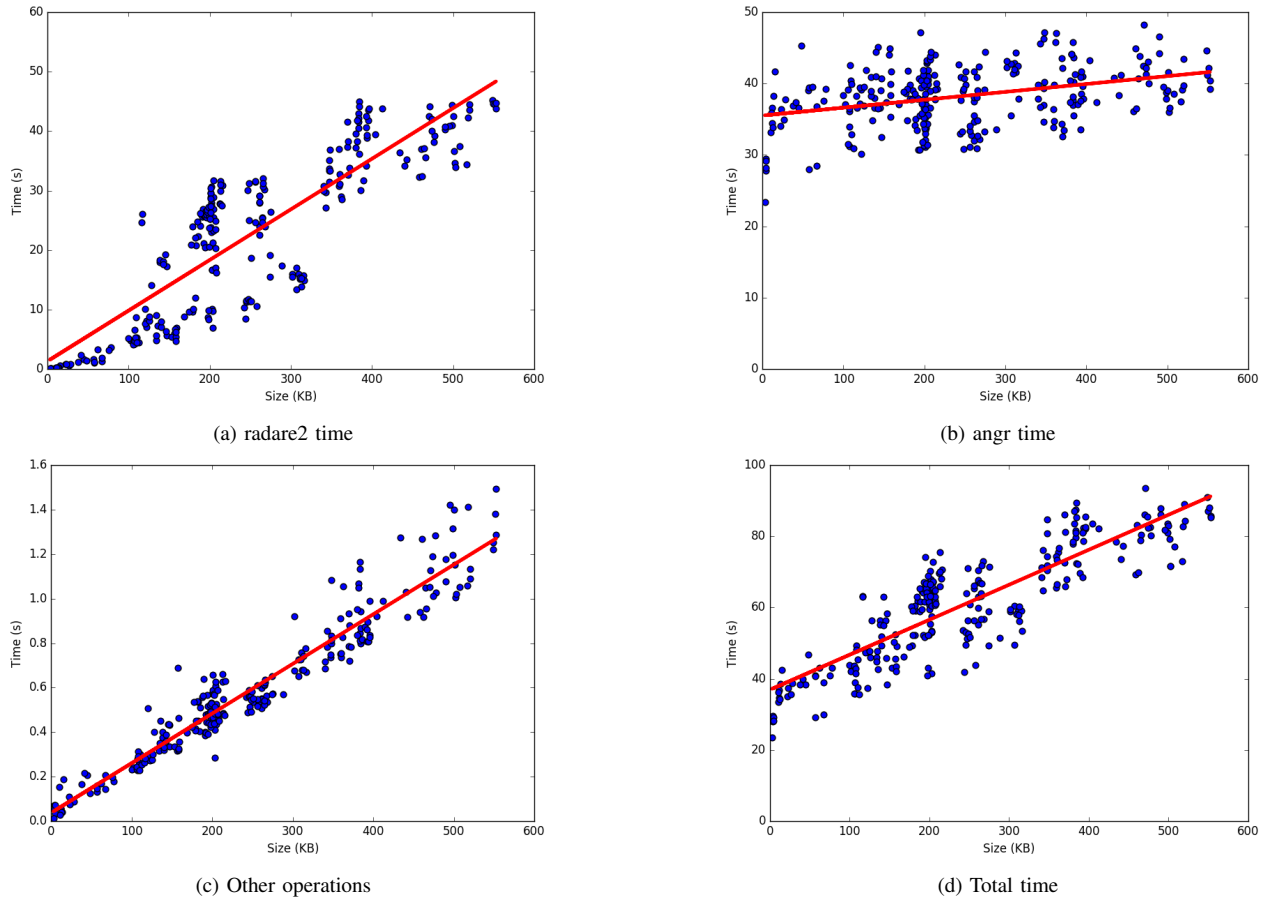 60
50
40
30
20
10
0
Time (s)
0 100 200 300 400 500 600
Size (KB)
(a) radare2 time
50
40
30
20
10
0
Time (s)
0 100 200 300 400 500 600
Size (KB)
(b) angr time
1.6
1.4
1.2
1.0
0.8
0.6
0.4
0.2
0.0
Time (s)
0 100 200 300 400 500 600
Size (KB)
(c) Other operations
100
80
60
40
20
0
Time (s)
0 100 200 300 400 500 600
Size (KB)
(d) Total time